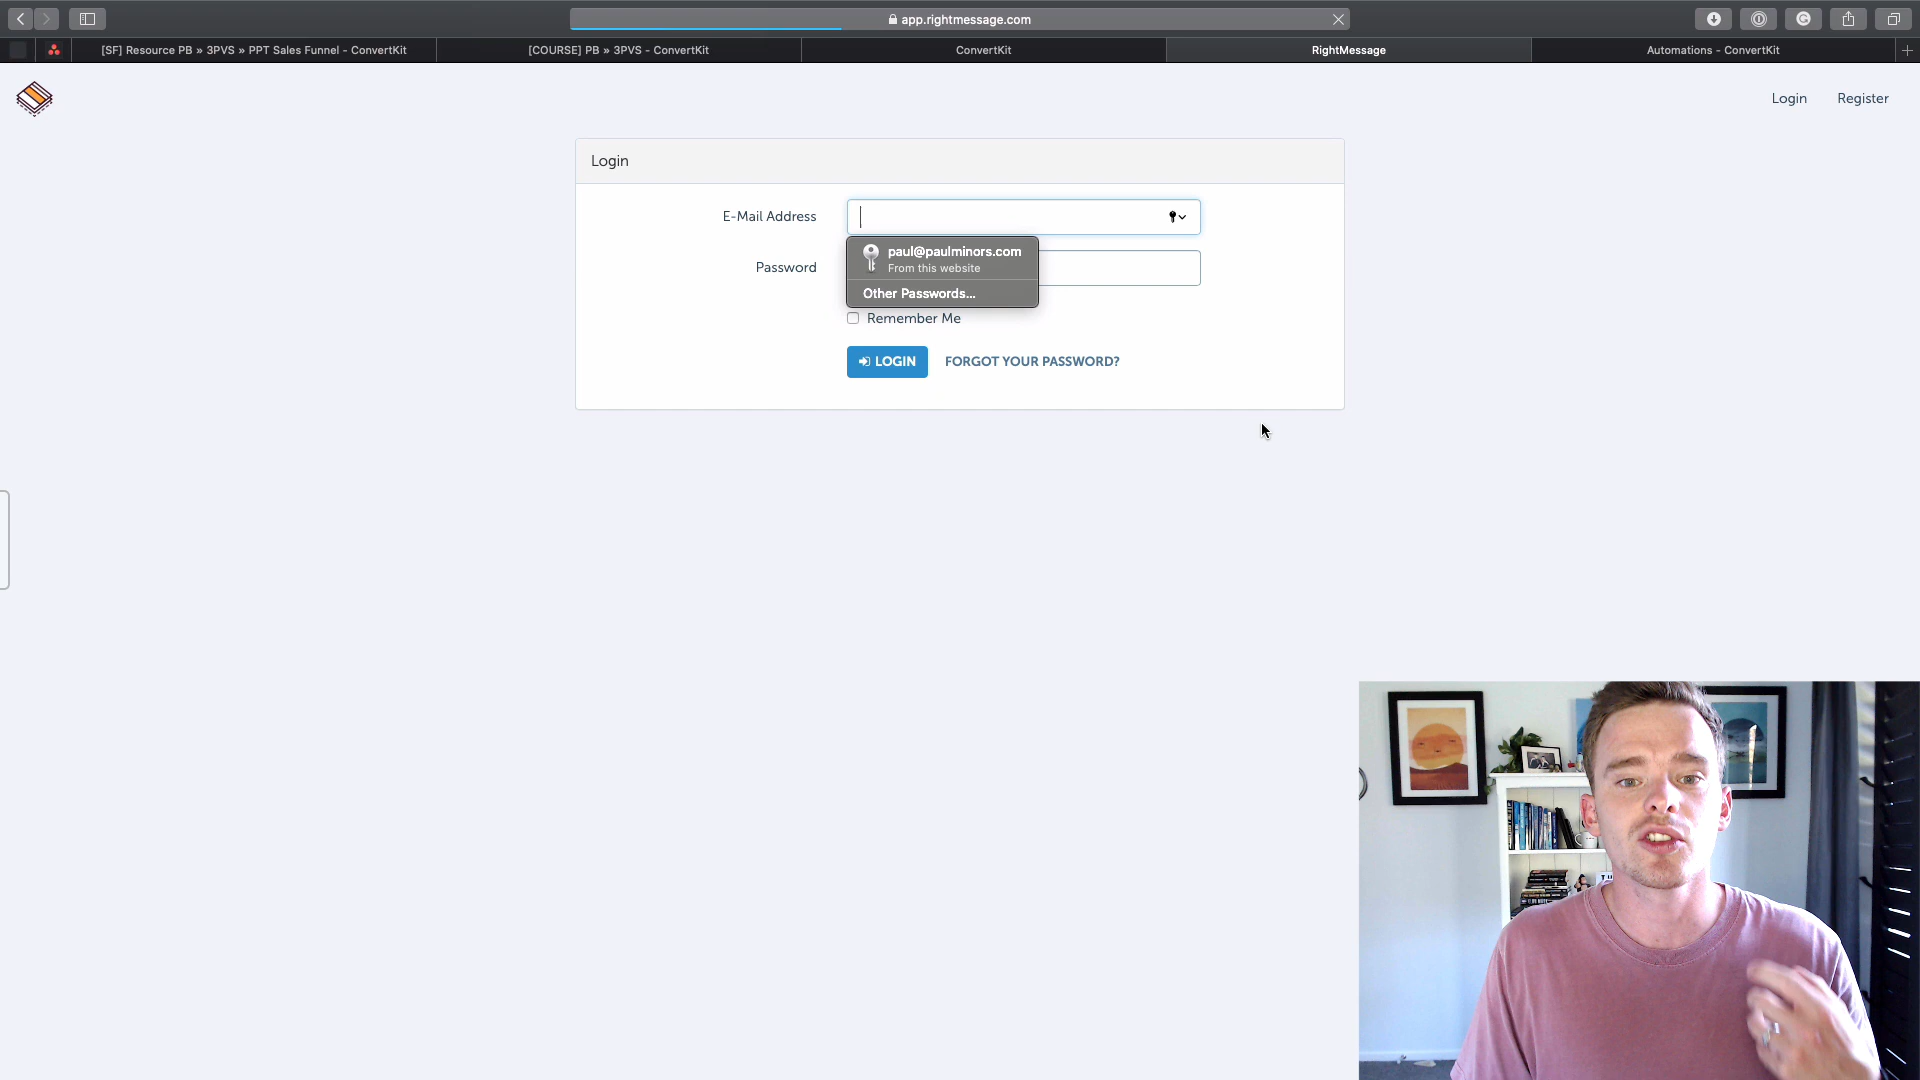 app.rightmessage.com
[SF] Resource PB » 3PVS » PPT Sales Funnel - ConvertKit
[COURSE] PB » 3PVS - ConvertKit
ConvertKit
RightMessage
Automations - ConvertKit
Login
Register
Login
E-Mail Address
paul@paulminors.com
From this website
Password
Other Passwords...
Remember Me
LOGIN
FORGOT YOUR PASSWORD?